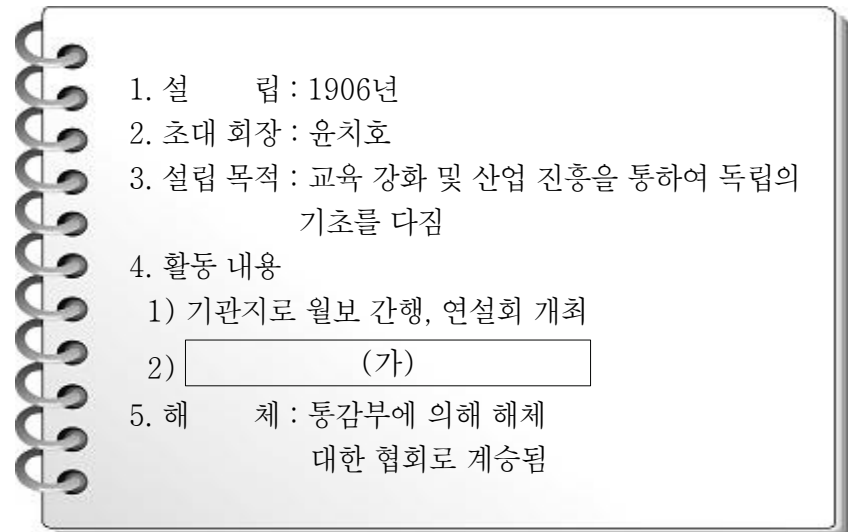 1. 설 립 : 1906년
2. 초대 회장 : 윤치호
3. 설립 목적 : 교육 강화 및 산업 진흥을 통하여 독립의
기초를 다짐
4. 활동 내용
1) 기관지로 월보 간행, 연설회 개최
2) (가)
5. 해 체 : 통감부에 의해 해체
대한 협회로 계승됨